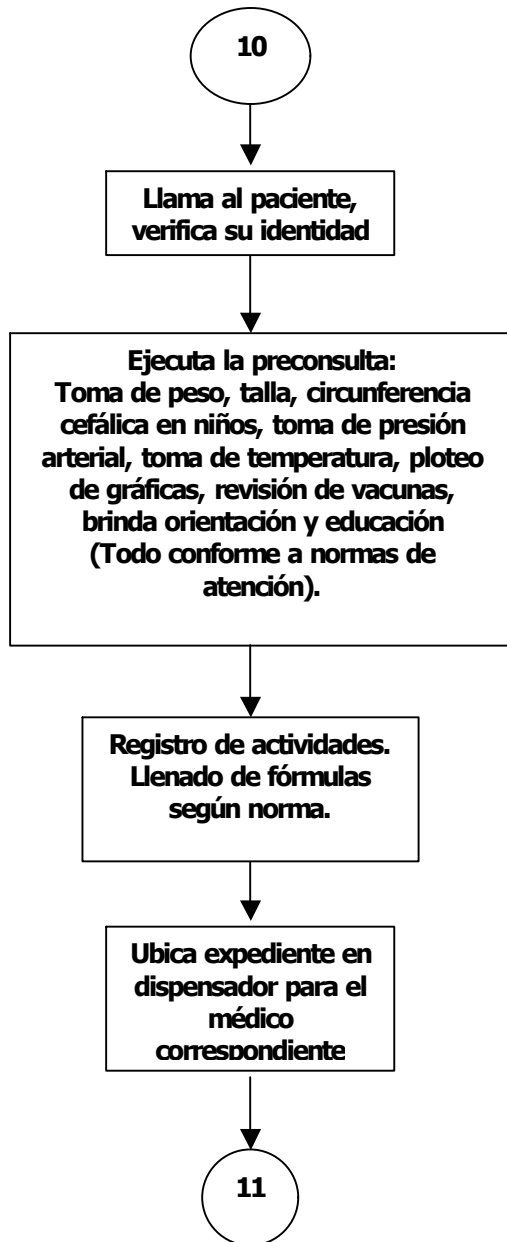 10
Llama al paciente,
verifica su identidad
Ejecuta la preconsulta:
Toma de peso, talla, circunferencia
cefálica en niños, toma de presión
arterial, toma de temperatura, ploteo
de gráficas, revisión de vacunas,
brinda orientación y educación
(Todo conforme a normas de
atención).
Registro de actividades.
Llenado de fórmulas
según norma.
Ubica expediente en
dispensador para el
médico
correspondiente
11